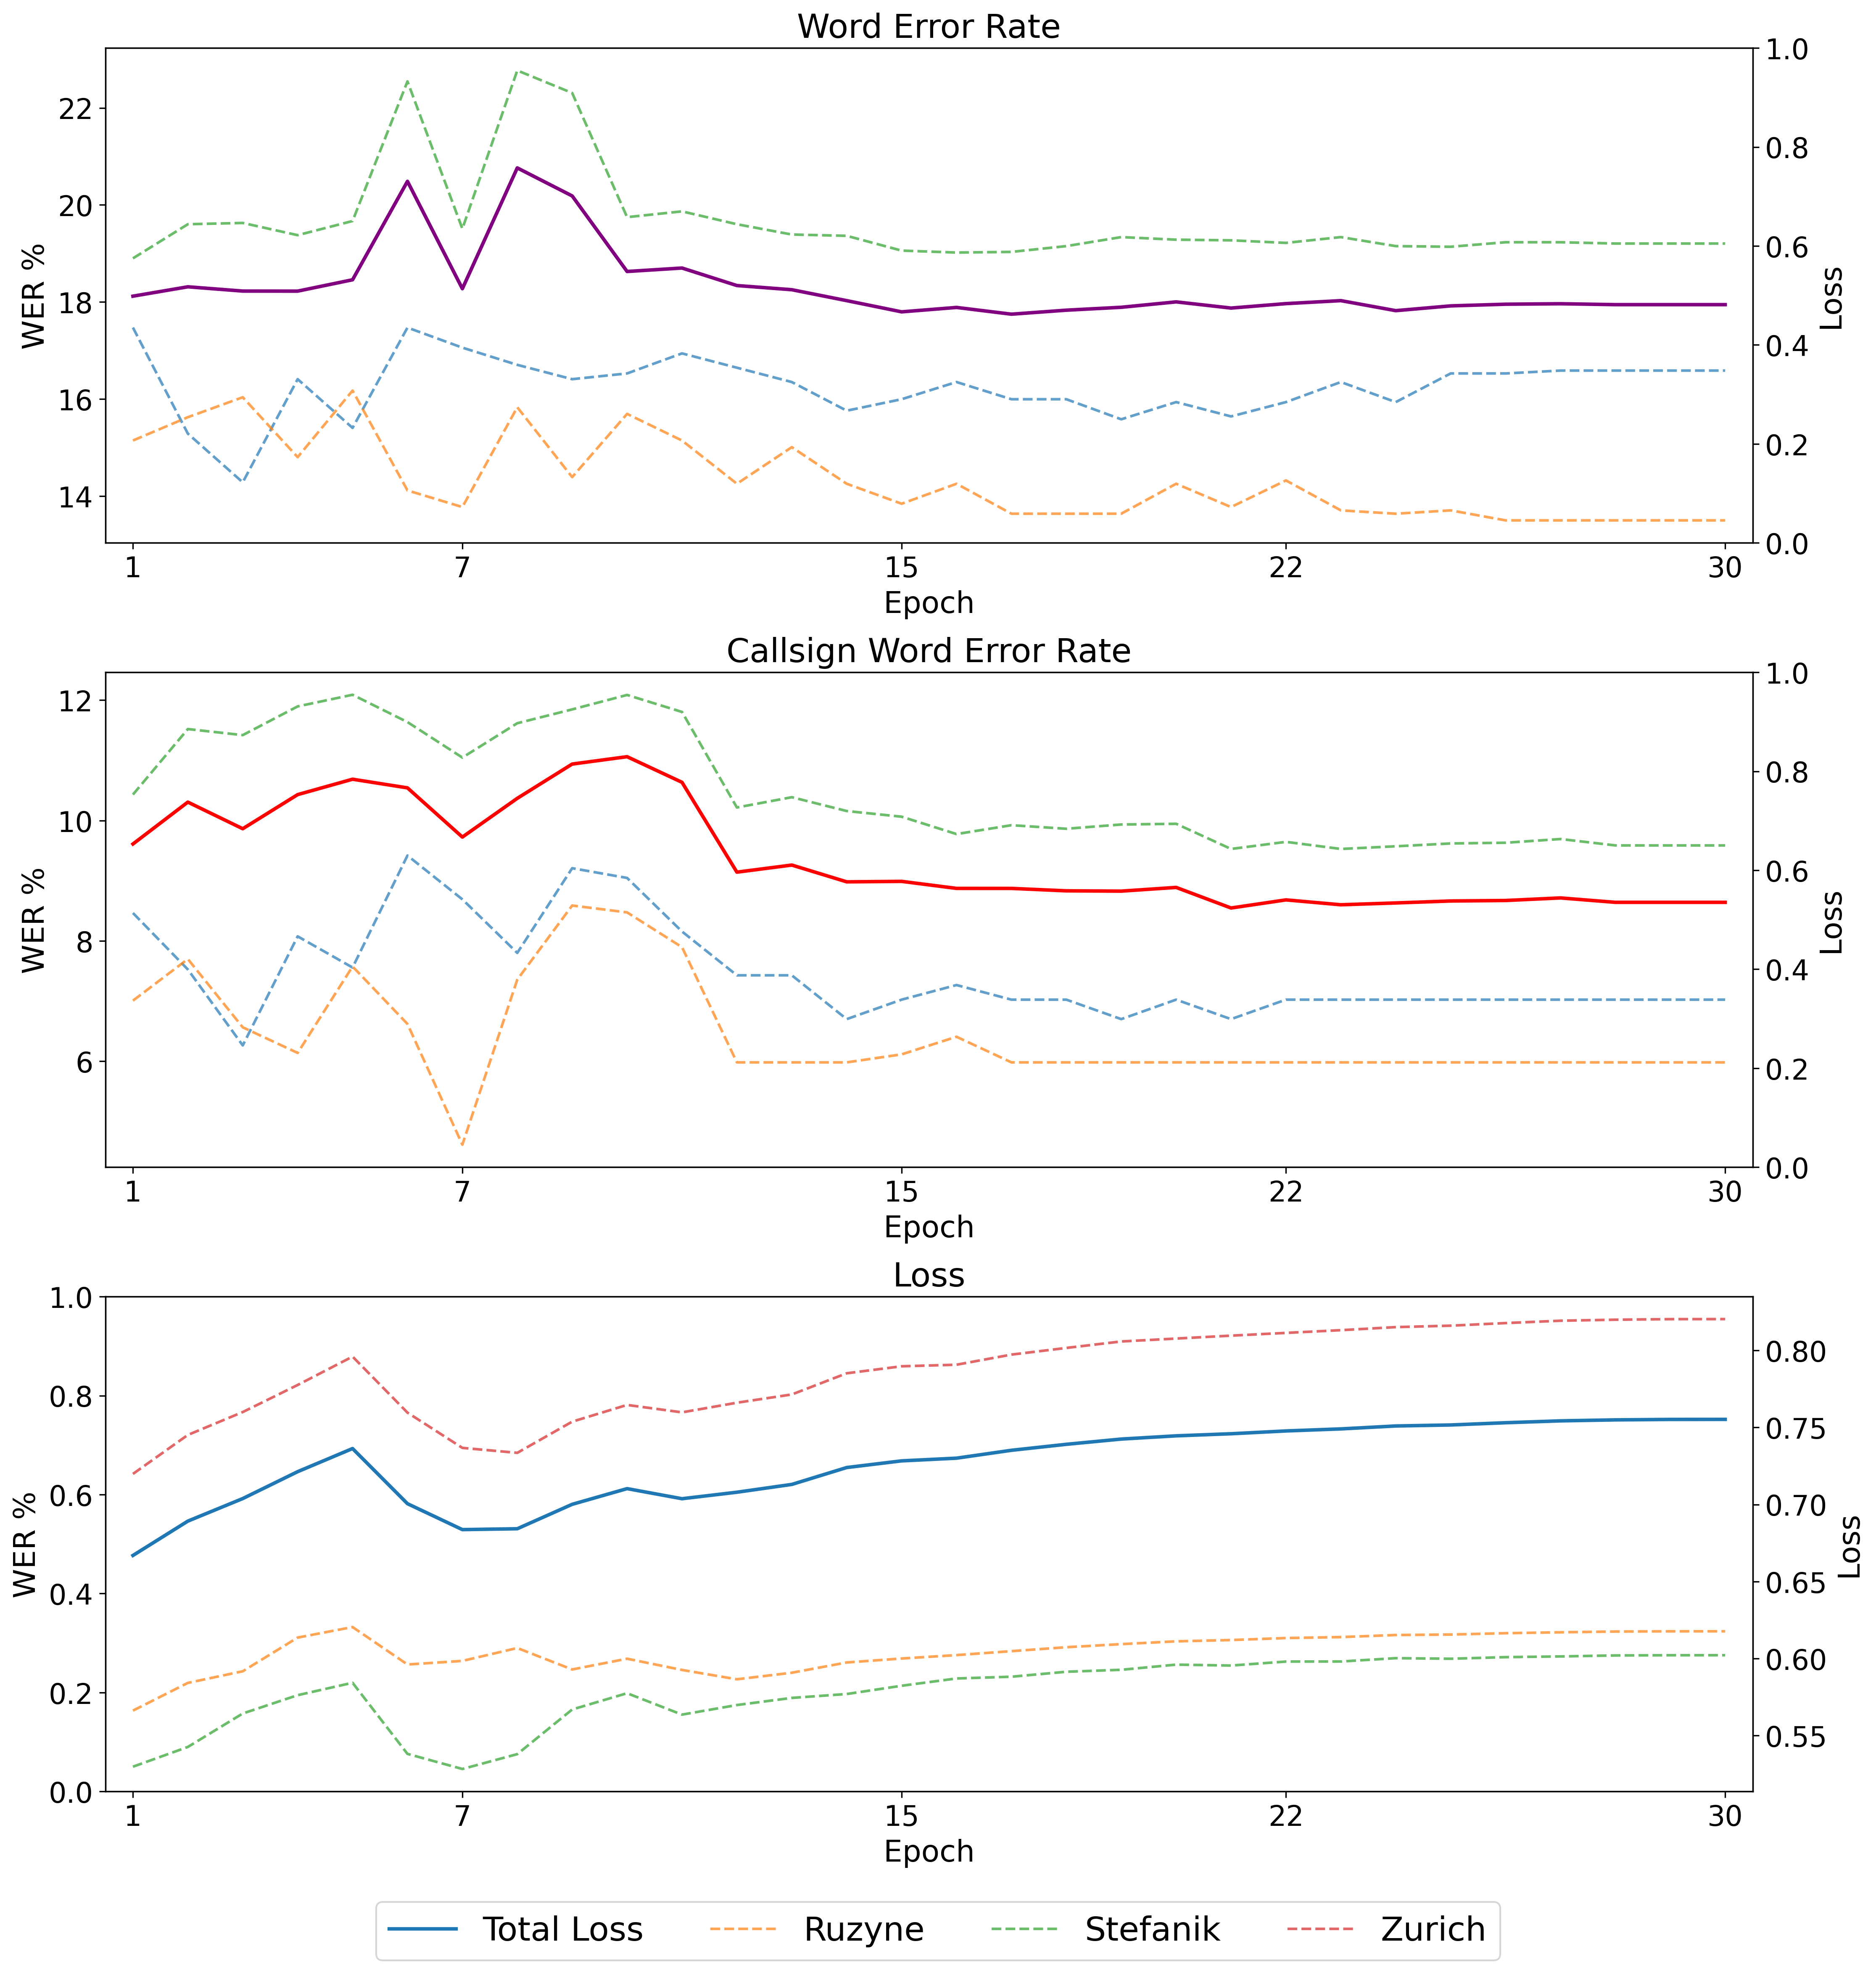 Word Error Rate
22
20
18
16
14
WER %
1.0
0.8
0.6
0.4
0.2
0.0
Loss
1 7 15 22 30
Epoch
Callsign Word Error Rate
12
10
8
6
WER %
1.0
0.8
0.6
0.4
0.2
0.0
Loss
1 7 15 22 30
Epoch
Loss
1.0
0.8
0.6
0.4
0.2
0.0
WER %
0.80
0.75
0.70
0.65
0.60
0.55
Loss
1 7 15 22 30
Epoch
Total Loss Ruzyne Stefanik Zurich